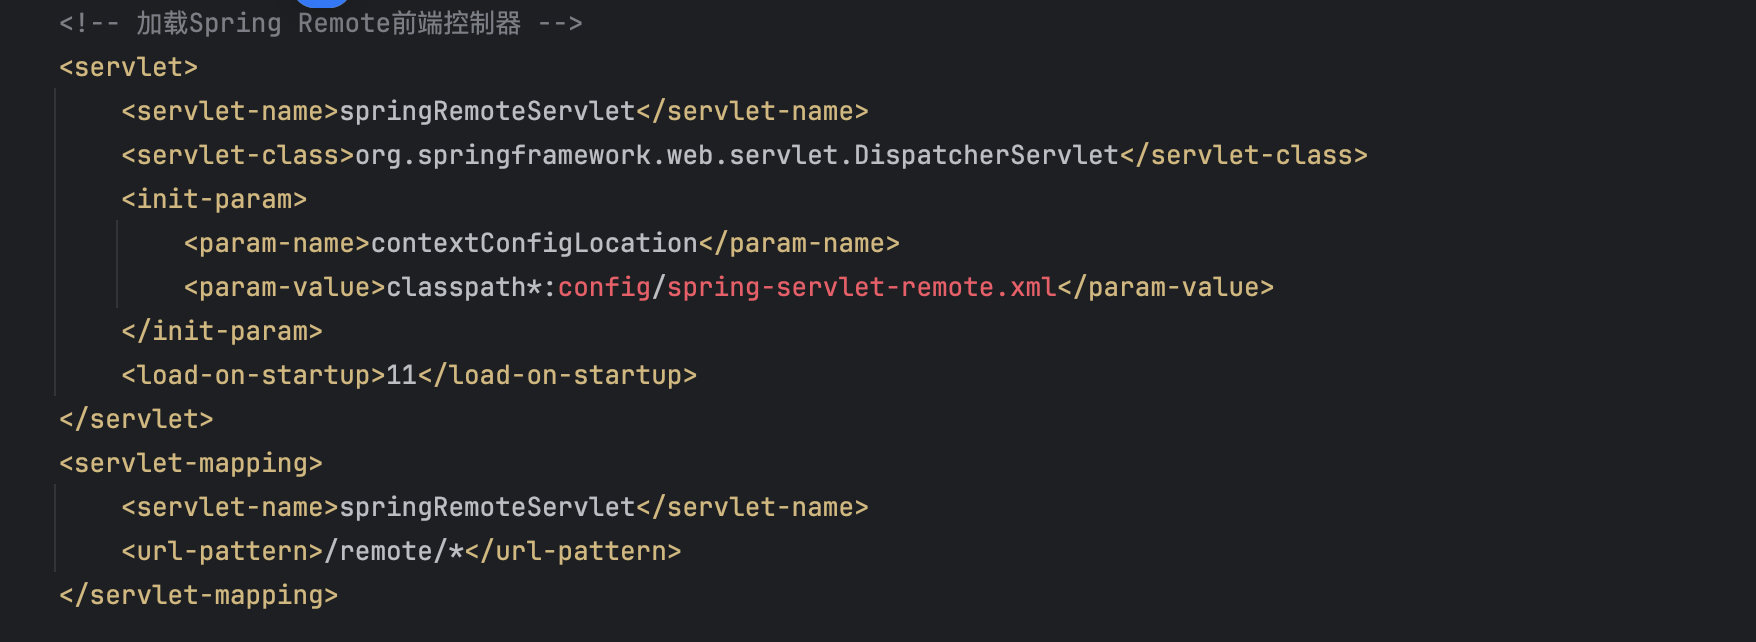 <!-- 加载Spring Remote前端控制器 -->
<servlet>
    <servlet-name>springRemoteServlet</servlet-name>
    <servlet-class>org.springframework.web.servlet.DispatcherServlet</servlet-class>
    <init-param>
        <param-name>contextConfigLocation</param-name>
        <param-value>classpath*:config/spring-servlet-remote.xml</param-value>
    </init-param>
    <load-on-startup>11</load-on-startup>
</servlet>
<servlet-mapping>
    <servlet-name>springRemoteServlet</servlet-name>
    <url-pattern>/remote/*</url-pattern>
</servlet-mapping>